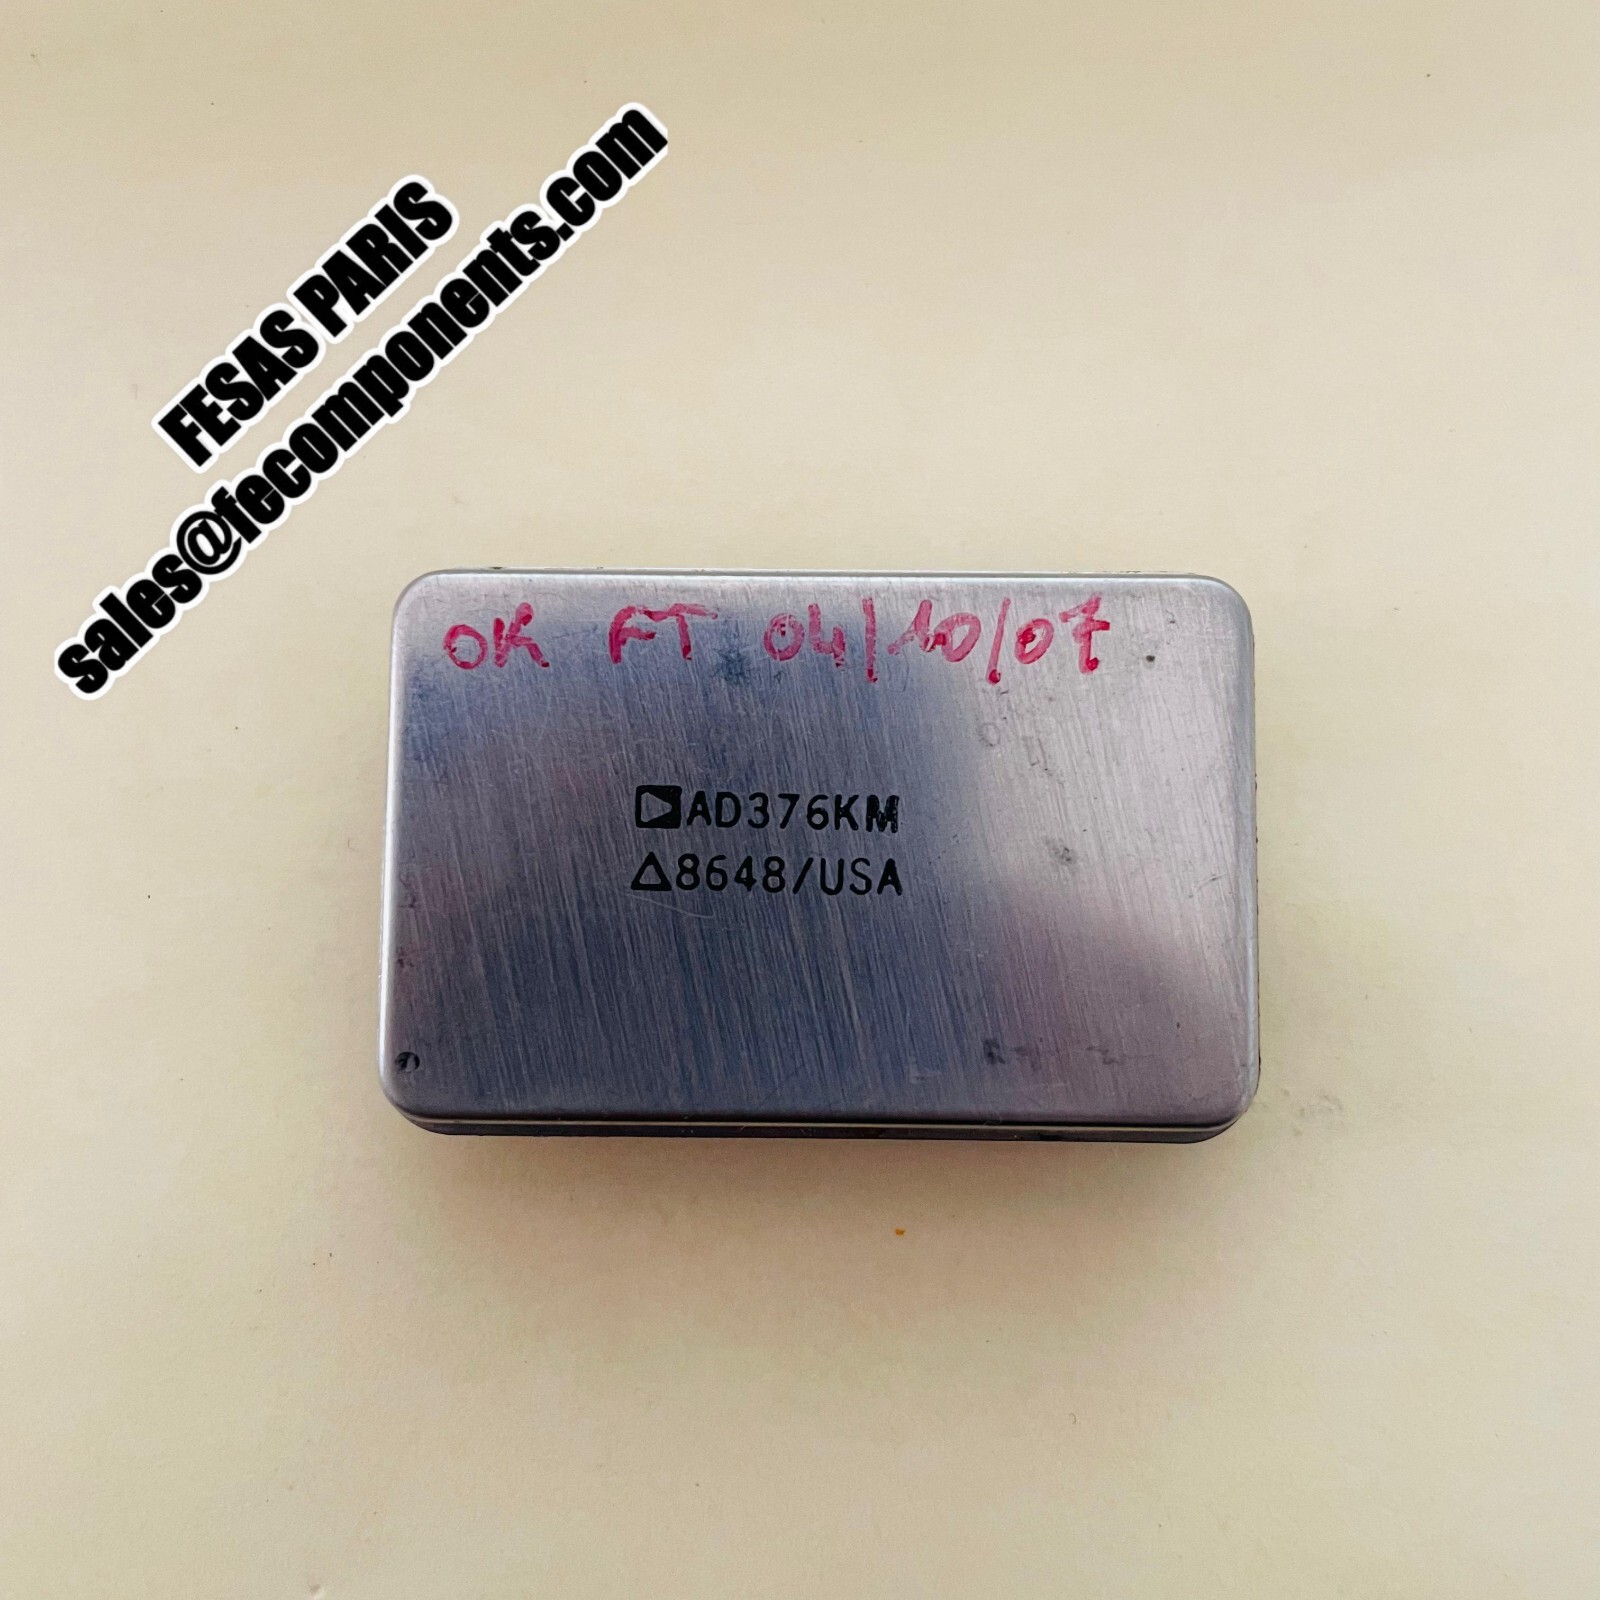 FESAS PARIS
sales@fecomponents.com
OK FT 04/10/07
AD376KM
△8648/USA